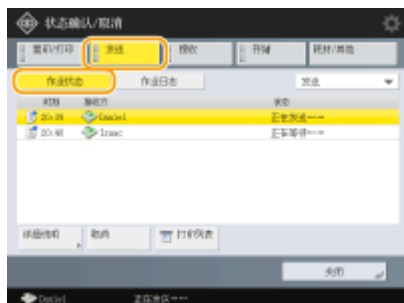 状态确认/取消
复印/打印 发送 接收 存储 耗材/其他
作业状态 作业日志 发送
时间 接收方 状态
20:39 Daniel 正在发送……
20:40 Isaac 正在等待……
详细信息 取消 打印列表
关闭
Daniel 正在发送……